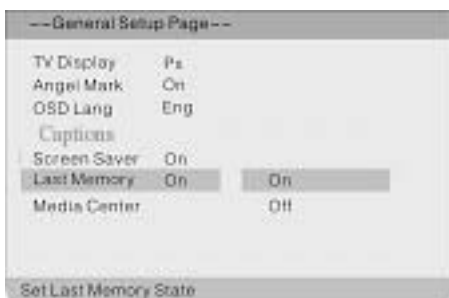 --General Setup Page--
TV Display Ps
Angel Mark On
OSD Lang Eng
Captions
Screen Saver On
Last Memory On On
Media Center Off
Set Last Memory State